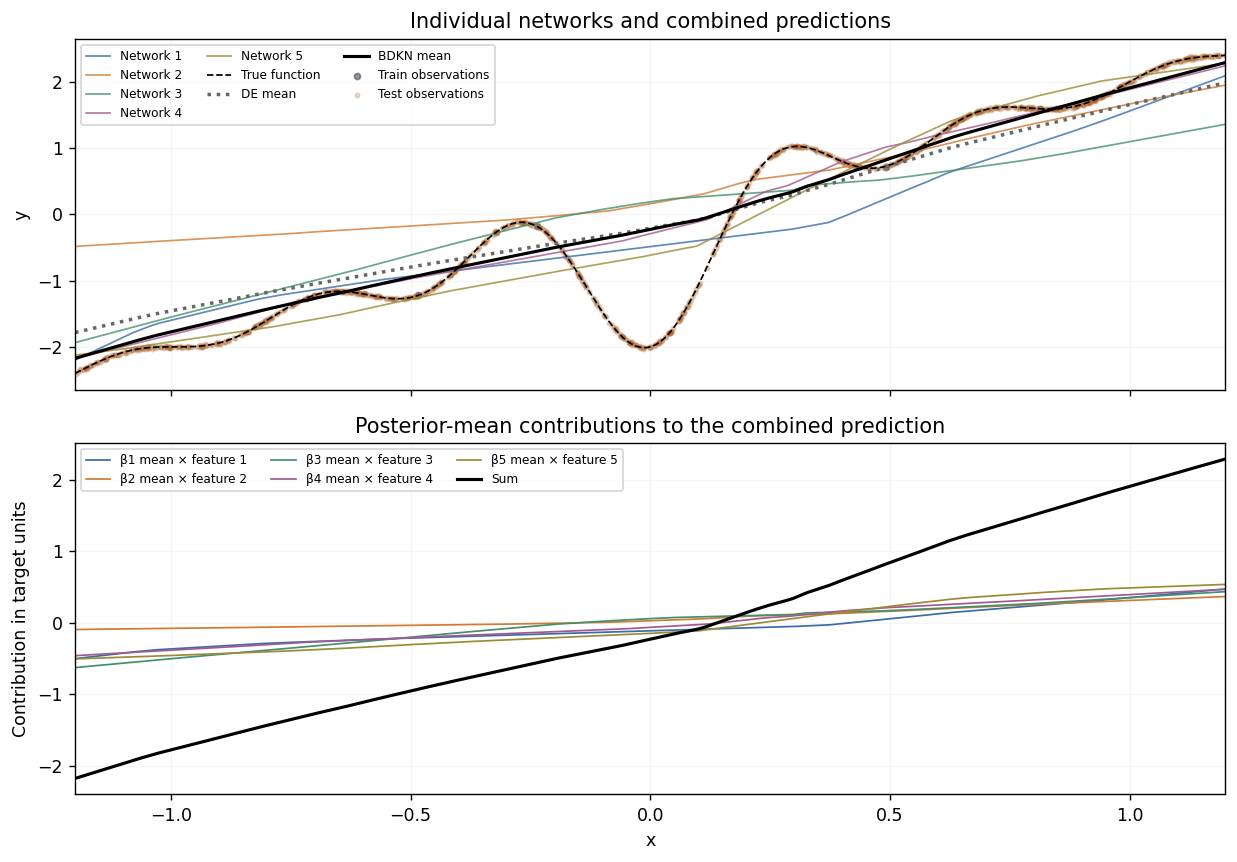 Individual networks and combined predictions
Network 1
Network 2
Network 3
Network 4
Network 5
True function
DE mean
BDKN mean
Train observations
Test observations
2
1
0
−1
−2
y
Posterior-mean contributions to the combined prediction
β1 mean × feature 1
β2 mean × feature 2
β3 mean × feature 3
β4 mean × feature 4
β5 mean × feature 5
Sum
2
1
0
−1
−2
Contribution in target units
−1.0
−0.5
0.0
0.5
1.0
x